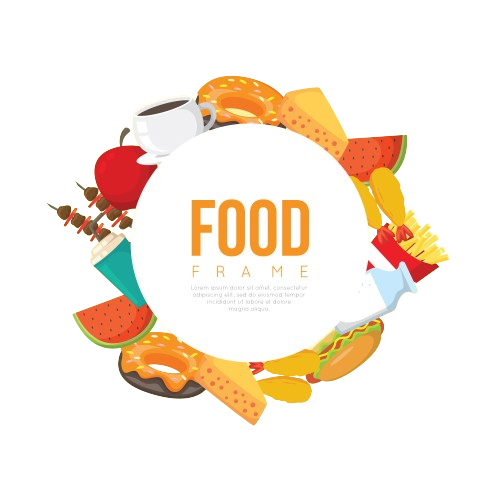 FOOD
FRAME
Lorem ipsum dolor sit amet, consectetur
adipiscing elit, sed do eiusmod tempor
incididunt ut labore et dolore
magna aliqua.